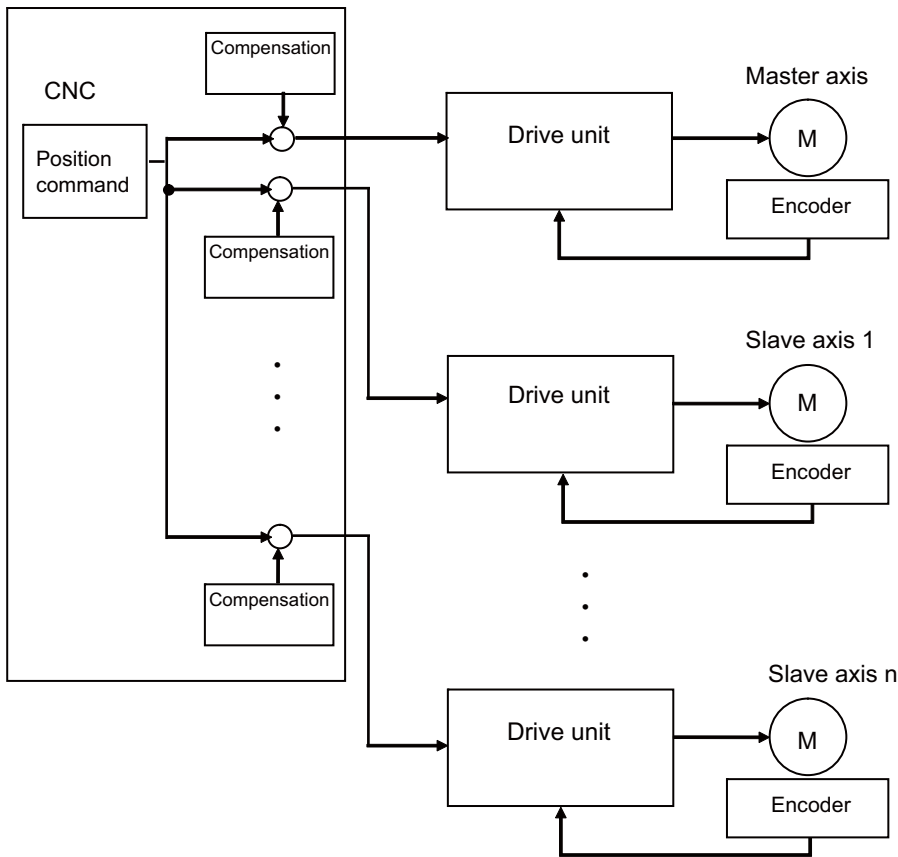 Compensation
CNC
Position
command
Compensation
Compensation
Drive unit
Master axis
M
Encoder
Drive unit
Slave axis 1
M
Encoder
Drive unit
Slave axis n
M
Encoder